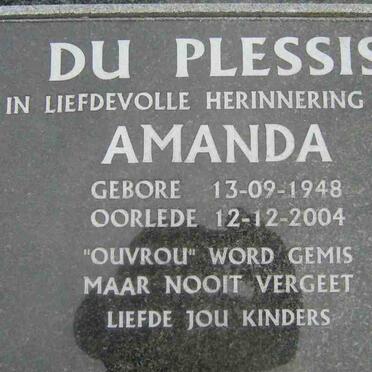 DU PLESSIS
IN LIEFDEVOLLE HERINNERING
AMANDA
GEBORE 13-09-1948
OORLEDE 12-12-2004
"OUVROU" WORD GEMIS
MAAR NOOIT VERGEET
LIEFDE JOU KINDERS